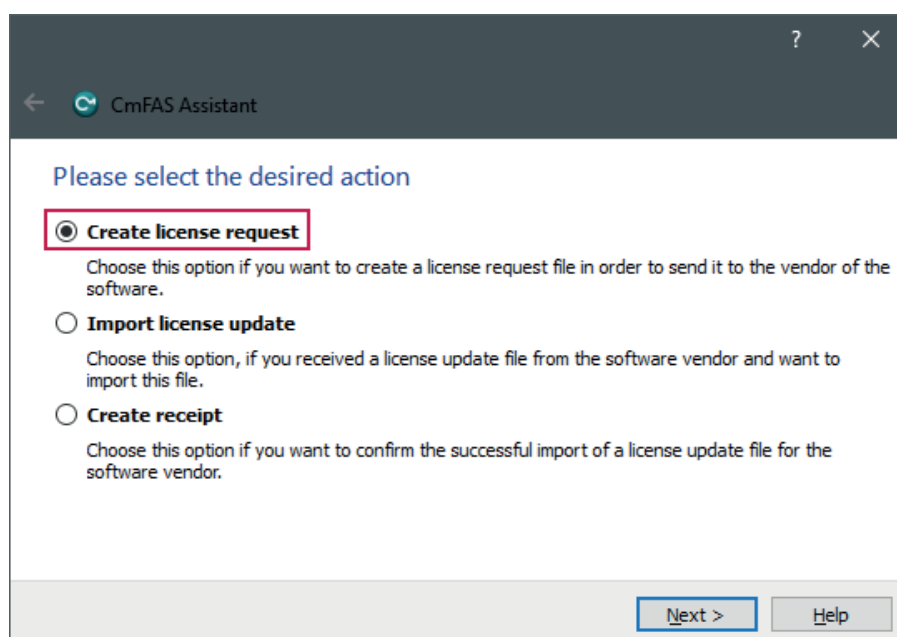 ?
CmFAS Assistant
Please select the desired action
Create license request
Choose this option if you want to create a license request file in order to send it to the vendor of the
software.
Import license update
Choose this option, if you received a license update file from the software vendor and want to
import this file.
Create receipt
Choose this option if you want to confirm the successful import of a license update file for the
software vendor.
Next >
Help